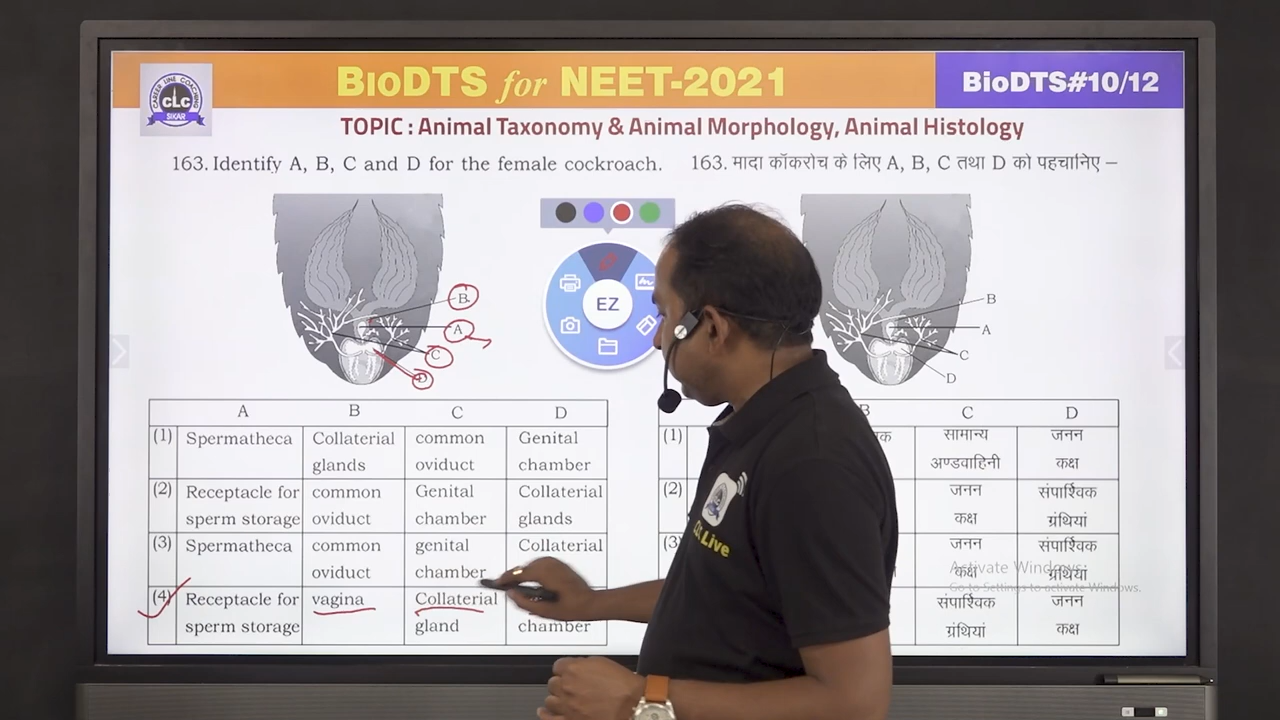 BIODTS for NEET-2021
BioDTS#10/12
CAREER LINE COACHING
CLC
SIKAR
TOPIC : Animal Taxonomy & Animal Morphology, Animal Histology
163. Identify A, B, C and D for the female cockroach.
163. मादा कॉकरोच के लिए A, B, C तथा D को पहचानिए –
B
A
C
D
EZ
B
A
C
D
A B C D
(1) Spermatheca Collaterial common Genital
glands oviduct chamber
(2) Receptacle for common Genital Collaterial
sperm storage oviduct chamber glands
(3) Spermatheca common genital Collaterial
oviduct chamber
(4) Receptacle for vagina Collaterial
sperm storage gland chamber
B C D
(1) सामान्य जनन
अण्डवाहिनी कक्ष
(2) जनन संपार्श्विक
कक्ष ग्रंथियां
(3) जनन संपार्श्विक
कक्ष ग्रंथियां
संपार्श्विक जनन
ग्रंथियां कक्ष
Live
Activate Windows
Go to Settings to activate Windows.